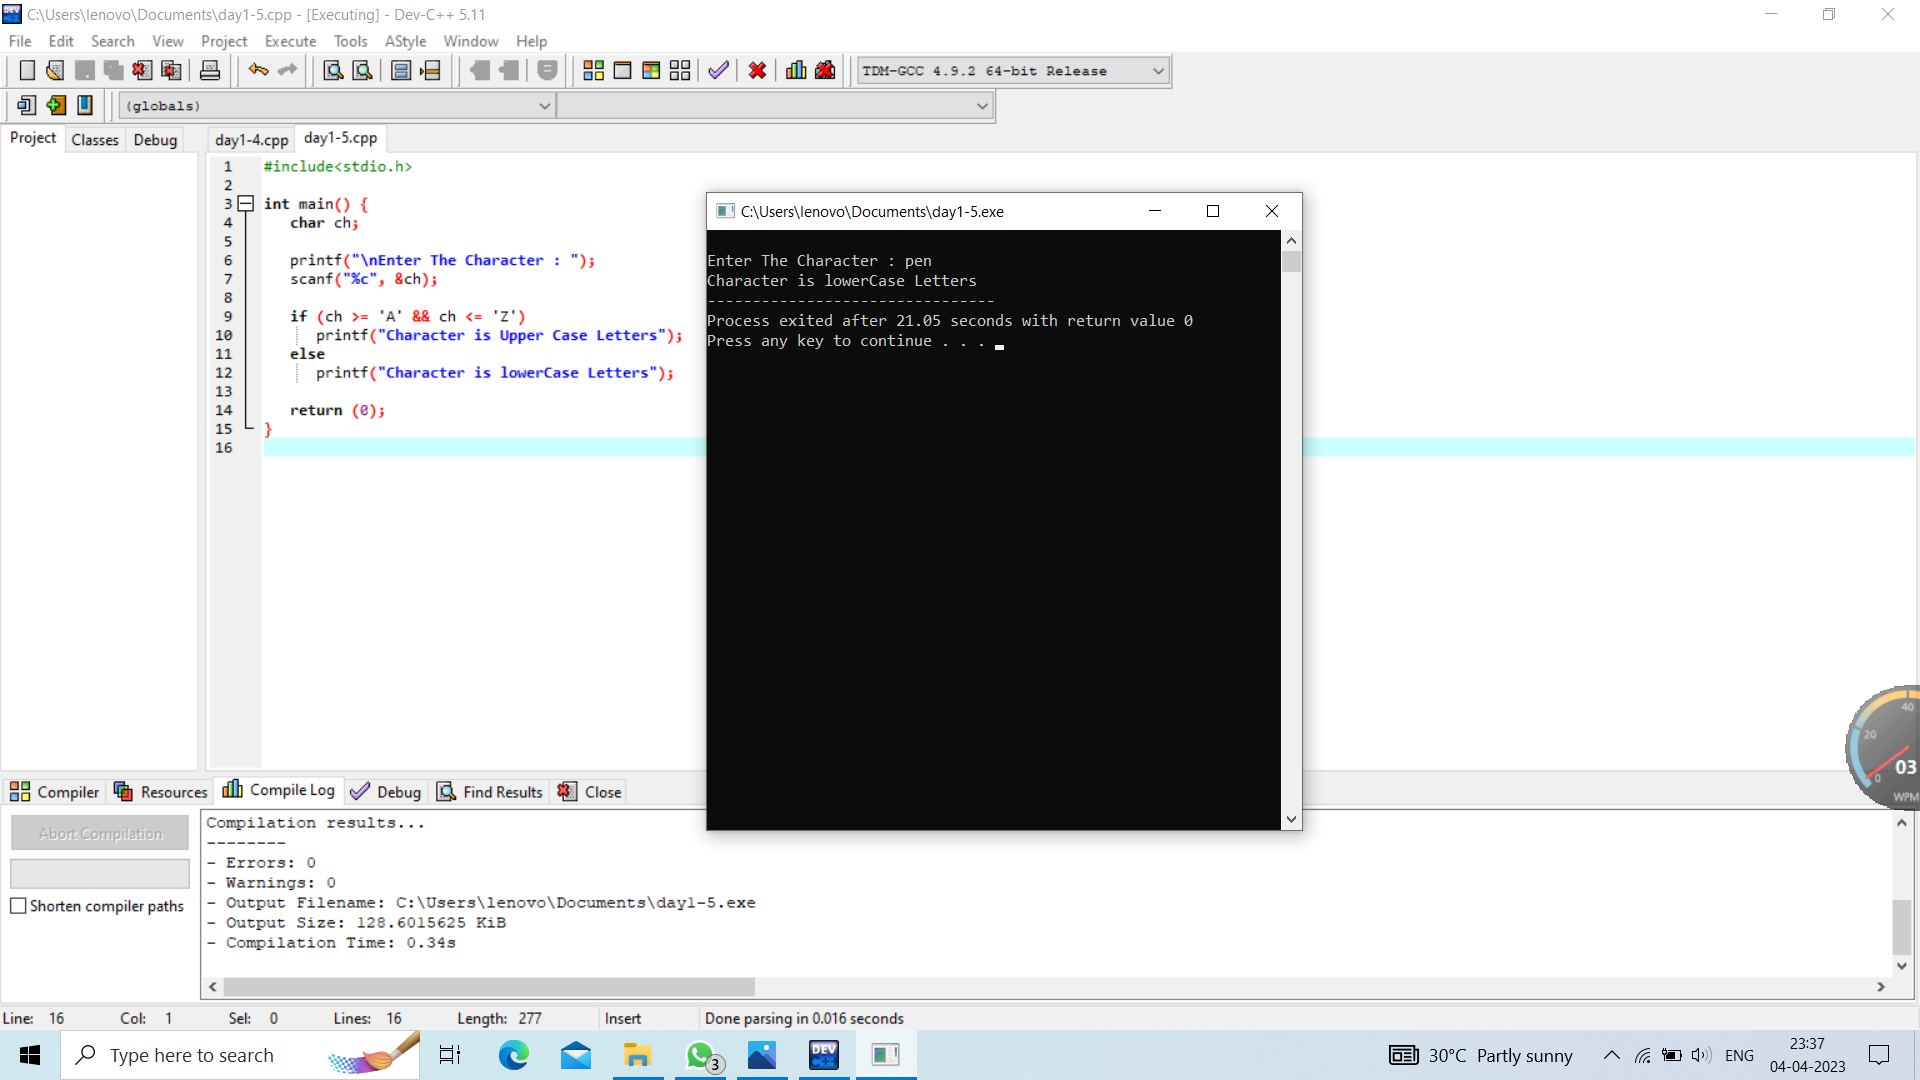 C:\Users\lenovo\Documents\day1-5.cpp - [Executing] - Dev-C++ 5.11
File Edit Search View Project Execute Tools AStyle Window Help
TDM-GCC 4.9.2 64-bit Release
(globals)
Project Classes Debug day1-4.cpp day1-5.cpp
1 #include<stdio.h>
2
3 int main() {
4 char ch;
5
6 printf("\nEnter The Character : ");
7 scanf("%c", &ch);
8
9 if (ch >= 'A' && ch <= 'Z')
10 printf("Character is Upper Case Letters");
11 else
12 printf("Character is lowerCase Letters");
13
14 return (0);
15 }
16
C:\Users\lenovo\Documents\day1-5.exe
Enter The Character : pen
Character is lowerCase Letters
--------------------------------
Process exited after 21.05 seconds with return value 0
Press any key to continue . . .
40
20
0
03
WPM
Compiler Resources Compile Log Debug Find Results Close
Abort Compilation
Shorten compiler paths
Compilation results...
--------
- Errors: 0
- Warnings: 0
- Output Filename: C:\Users\lenovo\Documents\day1-5.exe
- Output Size: 128.6015625 KiB
- Compilation Time: 0.34s
Line: 16 Col: 1 Sel: 0 Lines: 16 Length: 277 Insert Done parsing in 0.016 seconds
Type here to search
3
DEV C++
30°C Partly sunny
ENG
23:37
04-04-2023